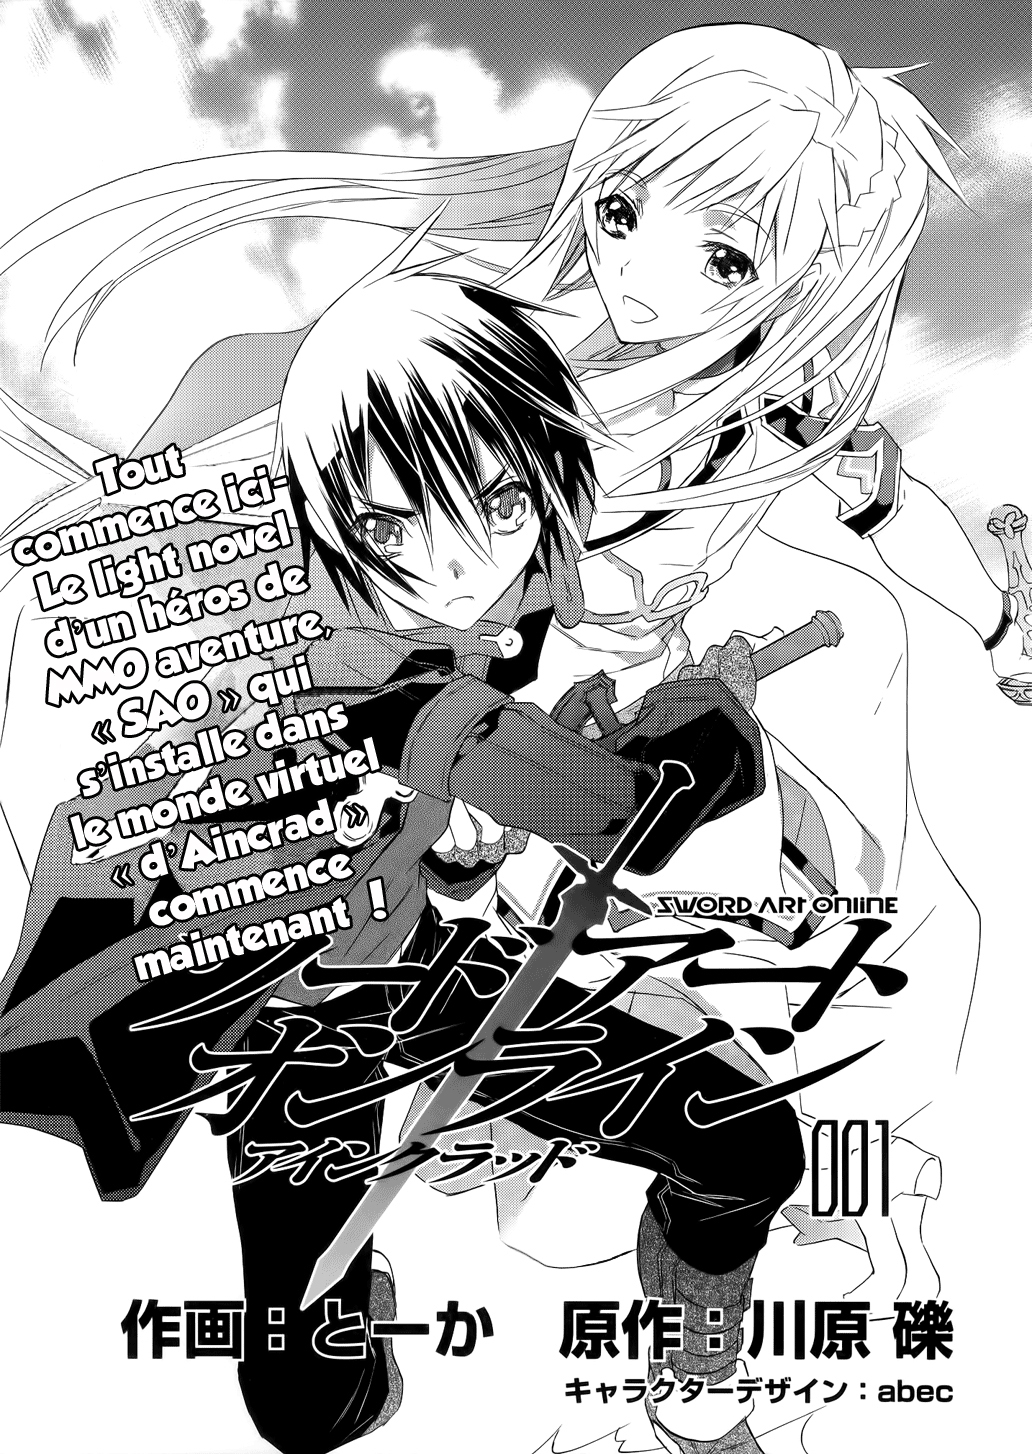 Tout
commence ici-
Le light novel
d'un héros de
MMO aventure,
« SAO » qui
s'installe dans
le monde virtuel
« d'Aincrad »
commence
maintenant !
SWORD ART ONLINE
ソードアート
オンライン
アインクラッド
001
作画：とーか 原作：川原 礫
キャラクターデザイン：abec